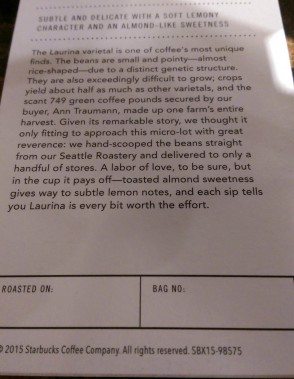 SUBTLE AND DELICATE WITH A SOFT LEMONY
CHARACTER AND AN ALMOND-LIKE SWEETNESS
The Laurina varietal is one of coffee's most unique
finds. The beans are small and pointy—almost
rice-shaped—due to a distinct genetic structure.
They are also exceedingly difficult to grow; crops
yield about half as much as other varietals, and the
scant 749 green coffee pounds secured by our
buyer, Ann Traumann, made up one farm's entire
harvest. Given its remarkable story, we thought it
only fitting to approach this micro-lot with great
reverence: we hand-scooped the beans straight
from our Seattle Roastery and delivered to only a
handful of stores. A labor of love, to be sure, but
in the cup it pays off—toasted almond sweetness
gives way to subtle lemon notes, and each sip tells
you Laurina is every bit worth the effort.
ROASTED ON:
BAG NO:
© 2015 Starbucks Coffee Company. All rights reserved. SBX15-98575